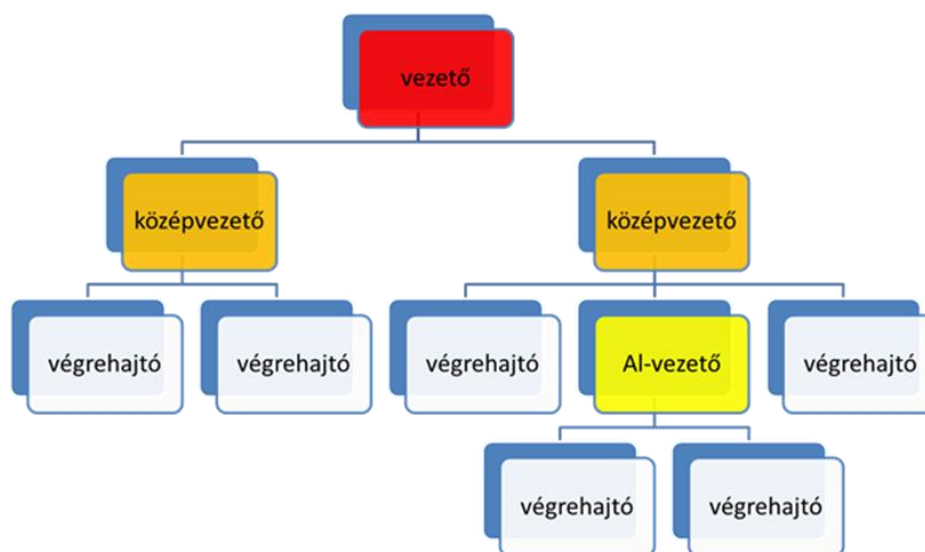 vezető
középvezető
középvezető
végrehajtó
végrehajtó
végrehajtó
Al-vezető
végrehajtó
végrehajtó
végrehajtó